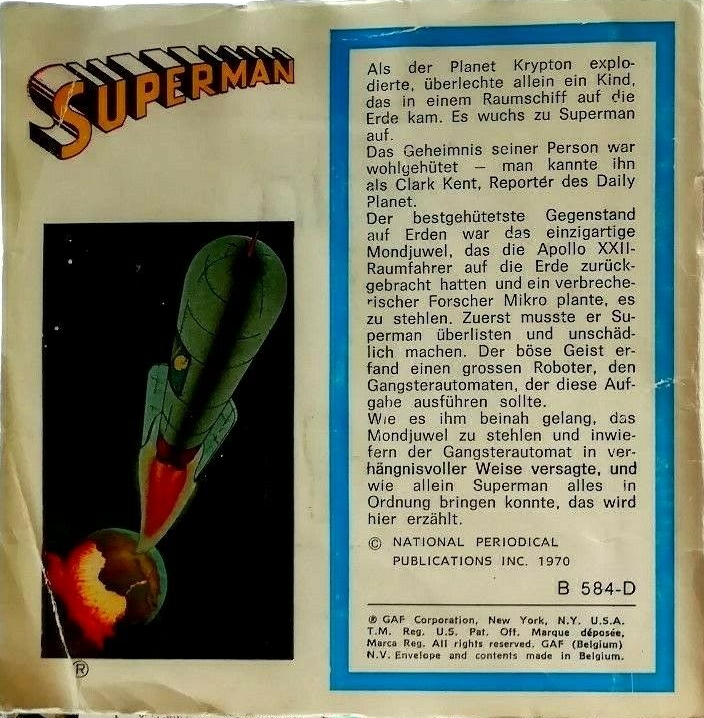 SUPERMAN
Als der Planet Krypton explo-
dierte, überlechte allein ein Kind,
das in einem Raumschiff auf die
Erde kam. Es wuchs zu Superman
auf.
Das Geheimnis seiner Person war
wohlgehütet – man kannte ihn
als Clark Kent, Reporter des Daily
Planet.
Der bestgehütetste Gegenstand
auf Erden war das einzigartige
Mondjuwel, das die Apollo XXII-
Raumfahrer auf die Erde zurück-
gebracht hatten und ein verbreche-
rischer Forscher Mikro plante, es
zu stehlen. Zuerst musste er Su-
perman überlisten und unschäd-
lich machen. Der böse Geist er-
fand einen grossen Roboter, den
Gangsterautomaten, der diese Auf-
gabe ausführen sollte.
Wie es ihm beinah gelang, das
Mondjuwel zu stehlen und inwie-
fern der Gangsterautomat in ver-
hängnisvoller Weise versagte, und
wie allein Superman alles in
Ordnung bringen konnte, das wird
hier erzählt.
© NATIONAL PERIODICAL
PUBLICATIONS INC. 1970
B 584-D
® GAF Corporation, New York, N.Y. U.S.A.
T.M. Reg. U.S. Pat. Off. Marque déposée,
Marca Reg. All rights reserved. GAF (Belgium)
N.V. Envelope and contents made in Belgium.
®